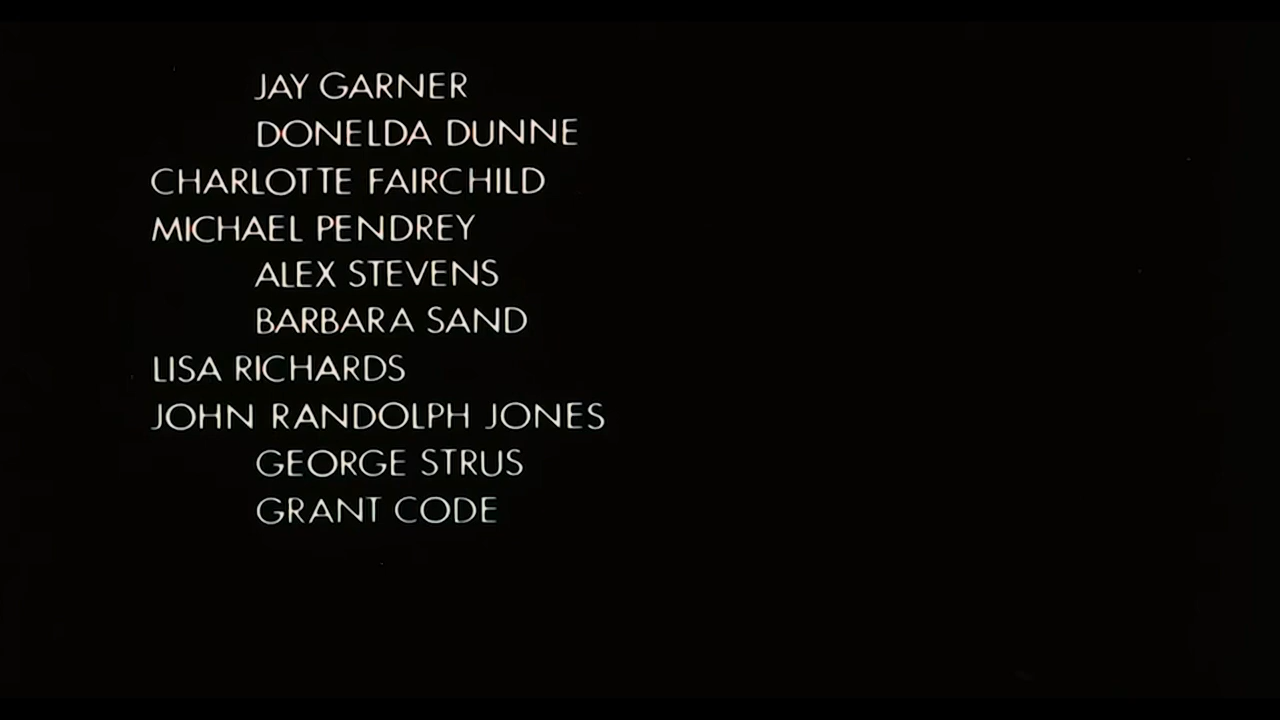 JAY GARNER
DONELDA DUNNE
CHARLOTTE FAIRCHILD
MICHAEL PENDREY
ALEX STEVENS
BARBARA SAND
LISA RICHARDS
JOHN RANDOLPH JONES
GEORGE STRUS
GRANT CODE